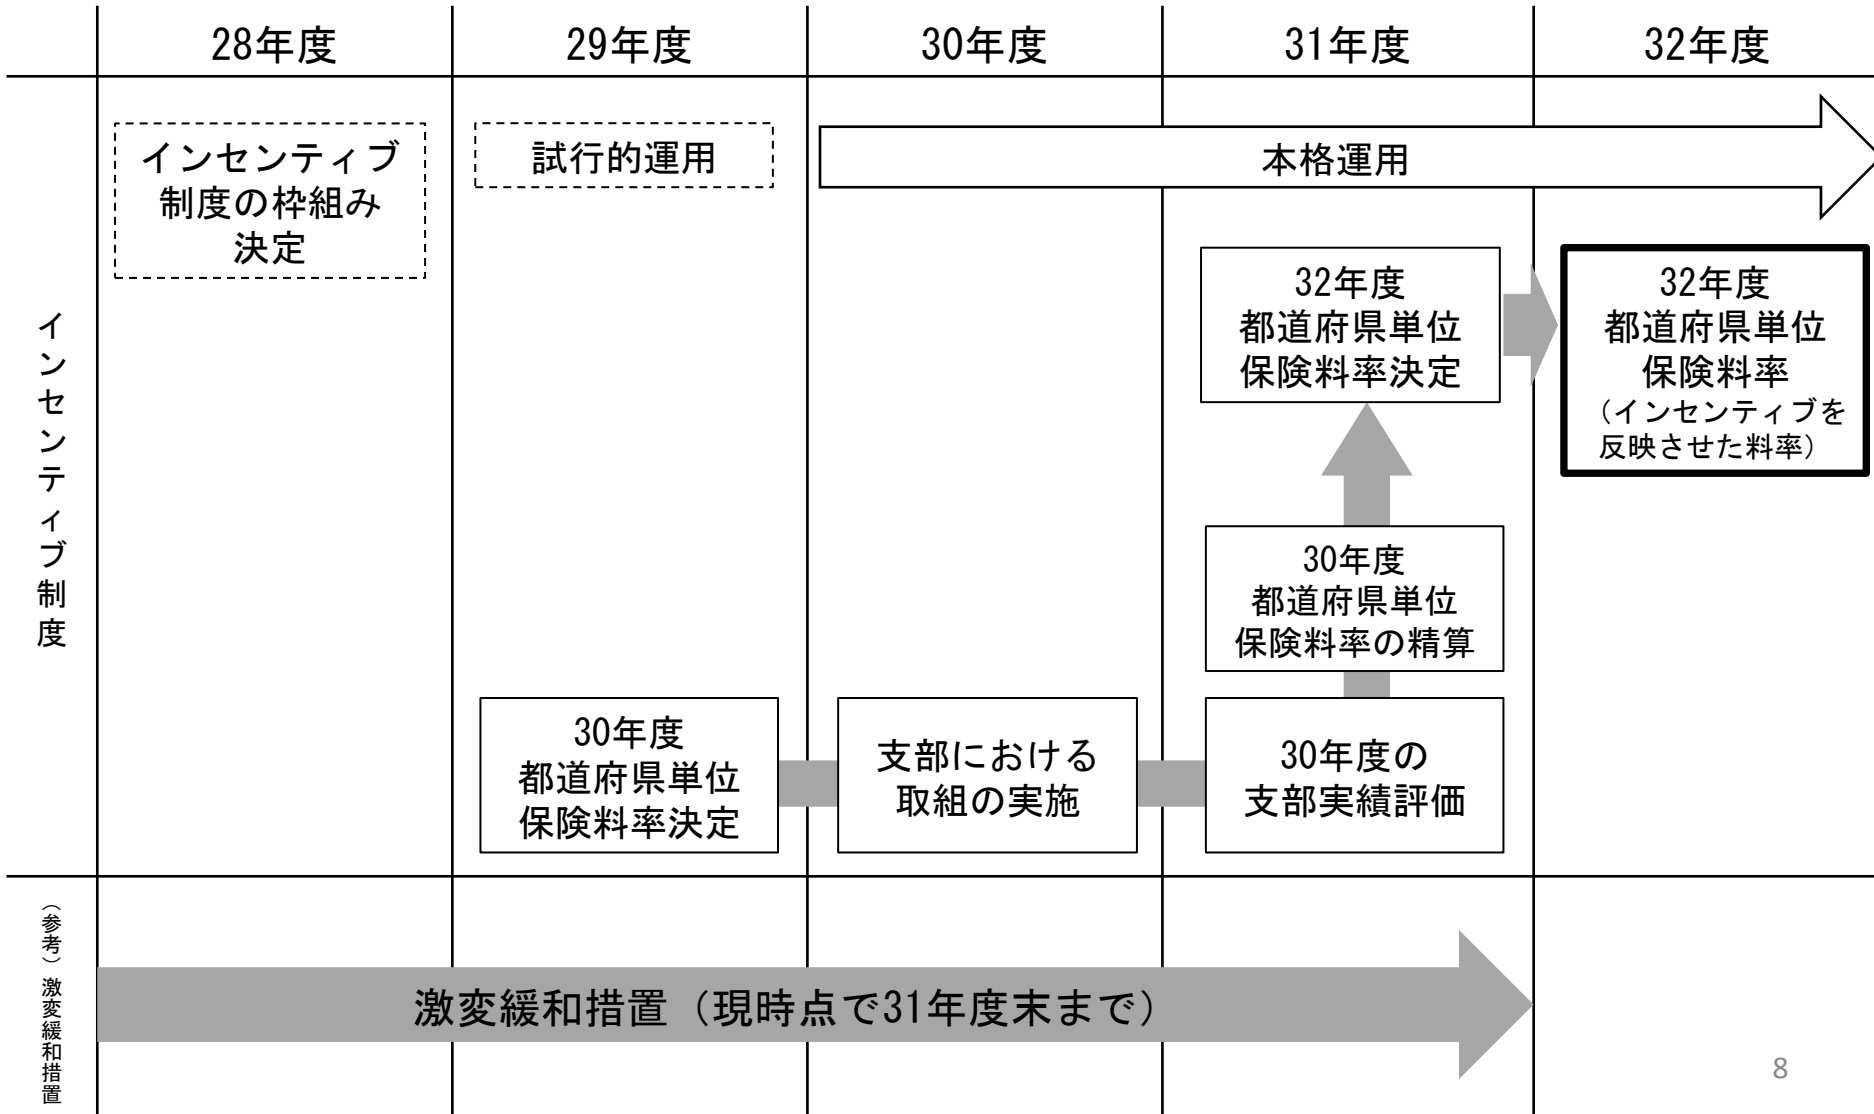 28年度
29年度
30年度
31年度
32年度
インセンティブ制度
インセンティブ
制度の枠組み
決定
試行的運用
本格運用
32年度
都道府県単位
保険料率決定
32年度
都道府県単位
保険料率
（インセンティブを
反映させた料率）
30年度
都道府県単位
保険料率の精算
30年度
都道府県単位
保険料率決定
支部における
取組の実施
30年度の
支部実績評価
（参考）激変緩和措置
激変緩和措置（現時点で31年度末まで）
8